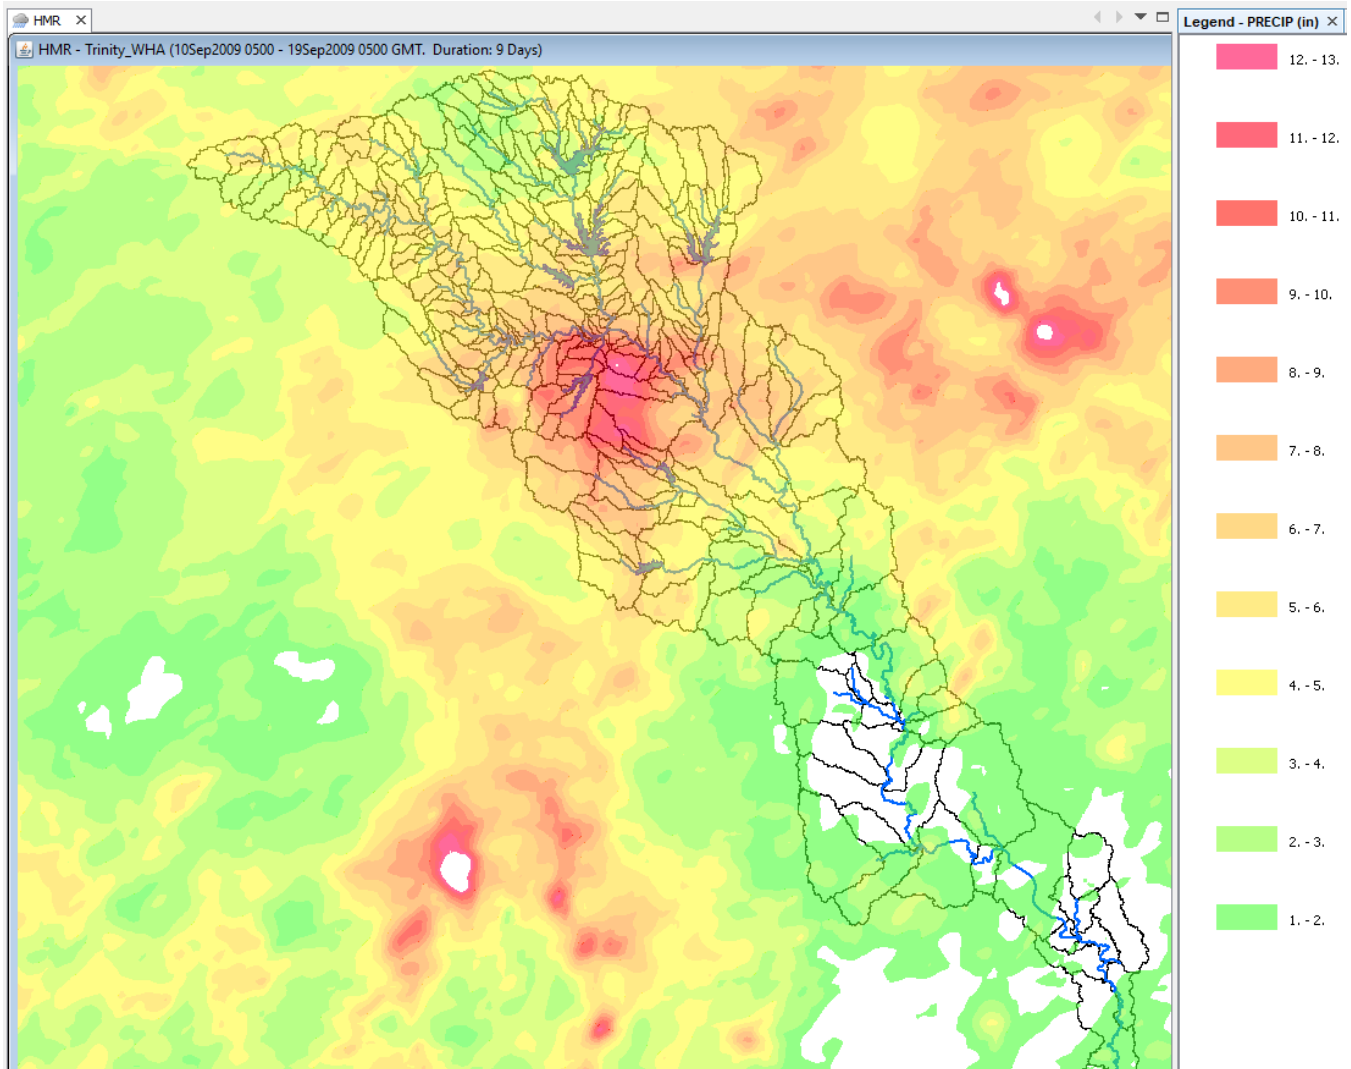 HMR
Legend - PRECIP (in)
HMR - Trinity_WHA (10Sep2009 0500 - 19Sep2009 0500 GMT. Duration: 9 Days)
12. - 13.
11. - 12.
10. - 11.
9. - 10.
8. - 9.
7. - 8.
6. - 7.
5. - 6.
4. - 5.
3. - 4.
2. - 3.
1. - 2.